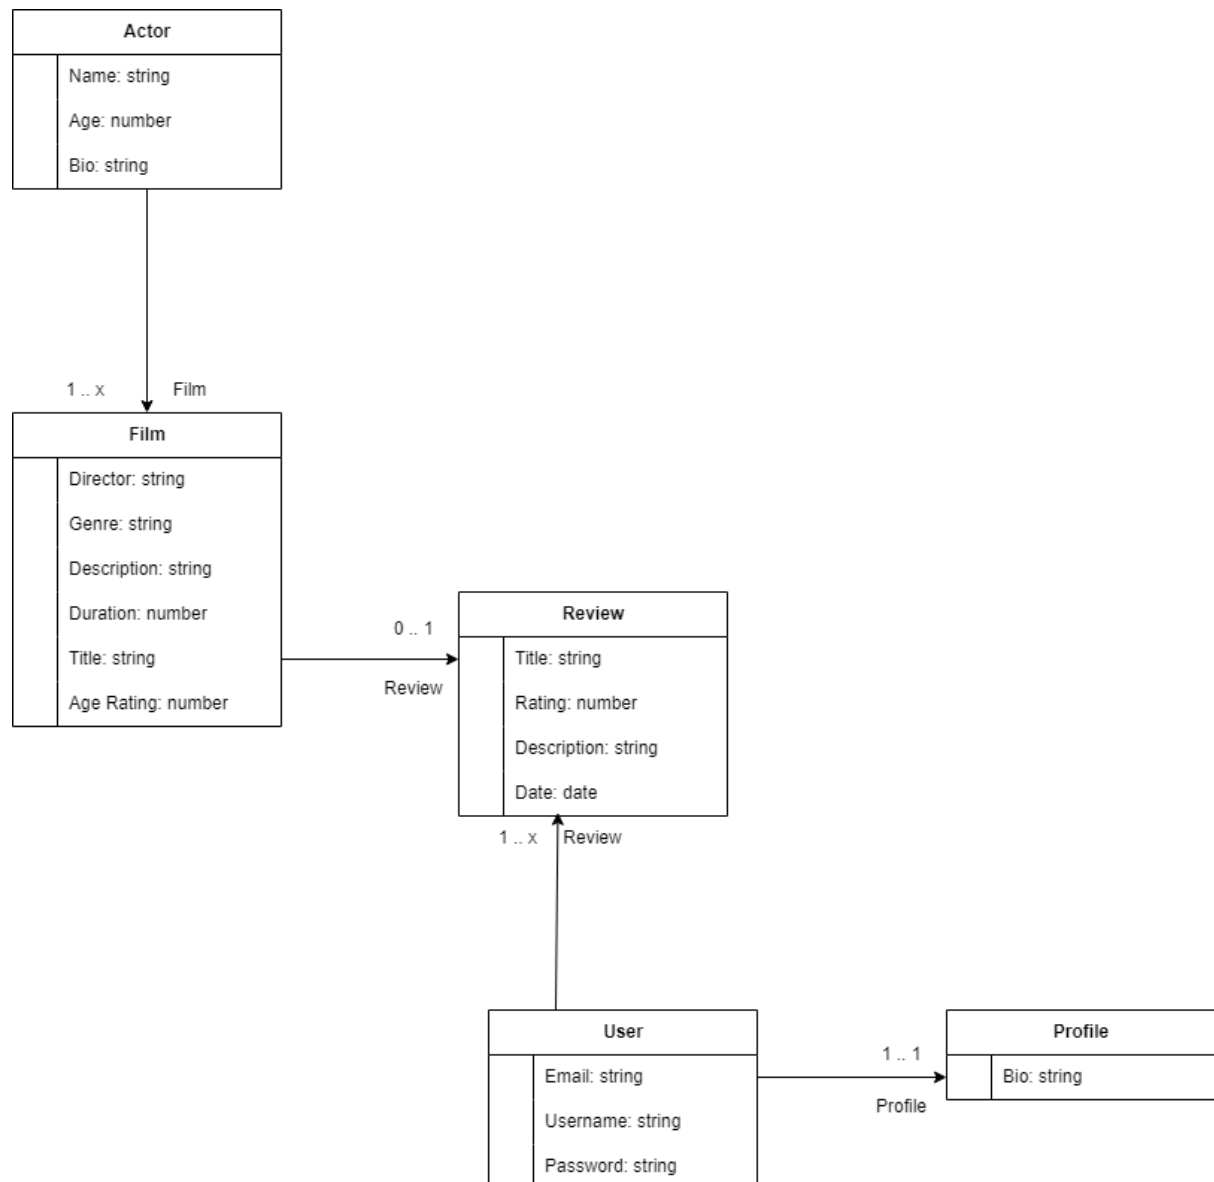 Actor
Name: string
Age: number
Bio: string
1 .. x
Film
Film
Director: string
Genre: string
Description: string
Duration: number
Title: string
Age Rating: number
0 .. 1
Review
Review
Title: string
Rating: number
Description: string
Date: date
1 .. x
Review
User
Email: string
Username: string
Password: string
1 .. 1
Profile
Profile
Bio: string